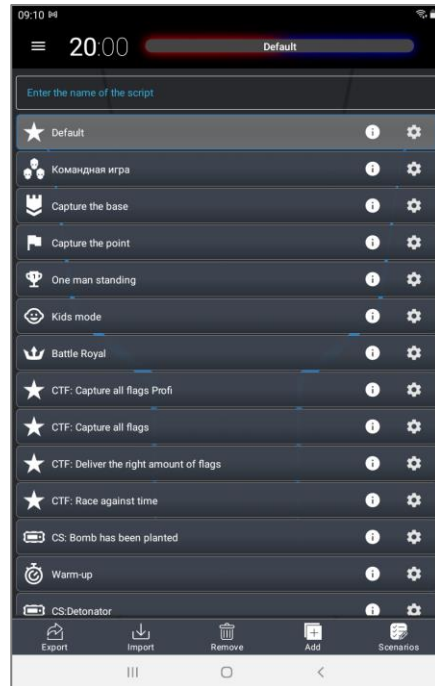 09:10
20:00 Default
Enter the name of the script
Default
Командная игра
Capture the base
Capture the point
One man standing
Kids mode
Battle Royal
CTF: Capture all flags Profi
CTF: Capture all flags
CTF: Deliver the right amount of flags
CTF: Race against time
CS: Bomb has been planted
Warm-up
CS:Detonator
Export Import Remove Add Scenarios